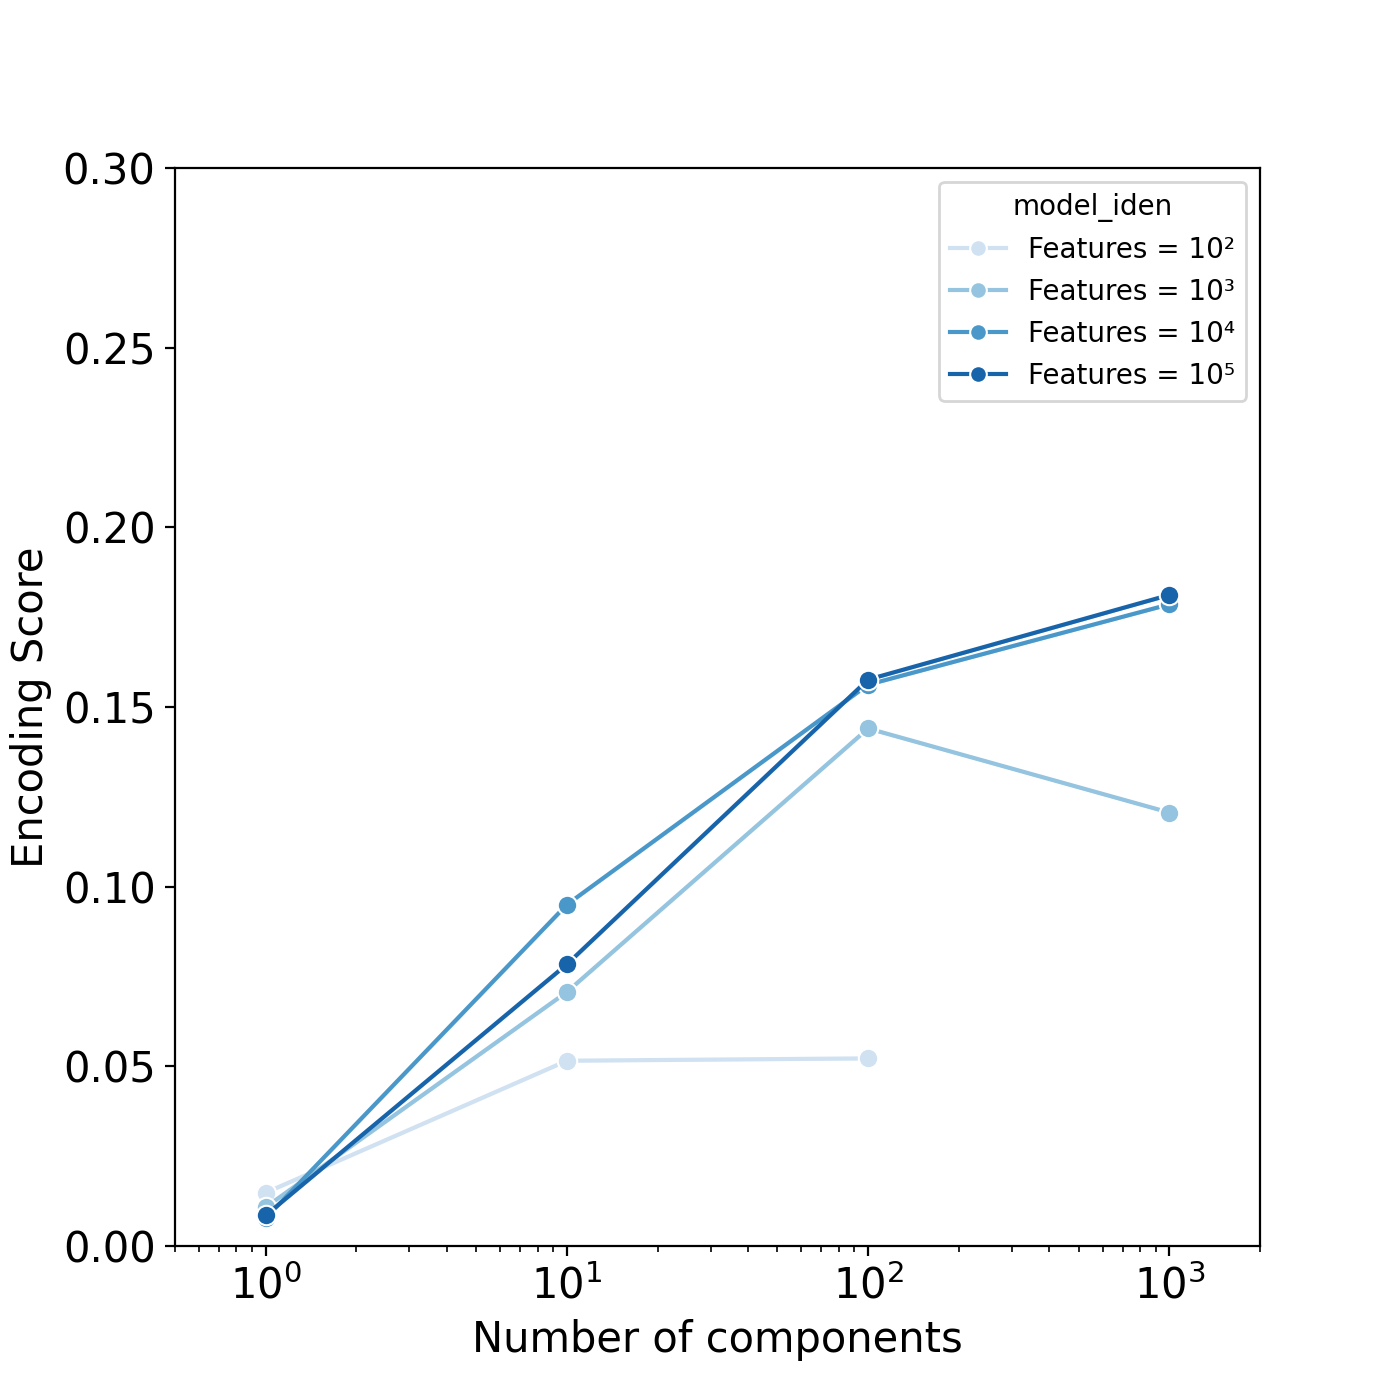 0.30
0.25
0.20
0.15
0.10
0.05
0.00
Encoding Score
model_iden
Features = 10²
Features = 10³
Features = 10⁴
Features = 10⁵
10⁰ 10¹ 10² 10³
Number of components